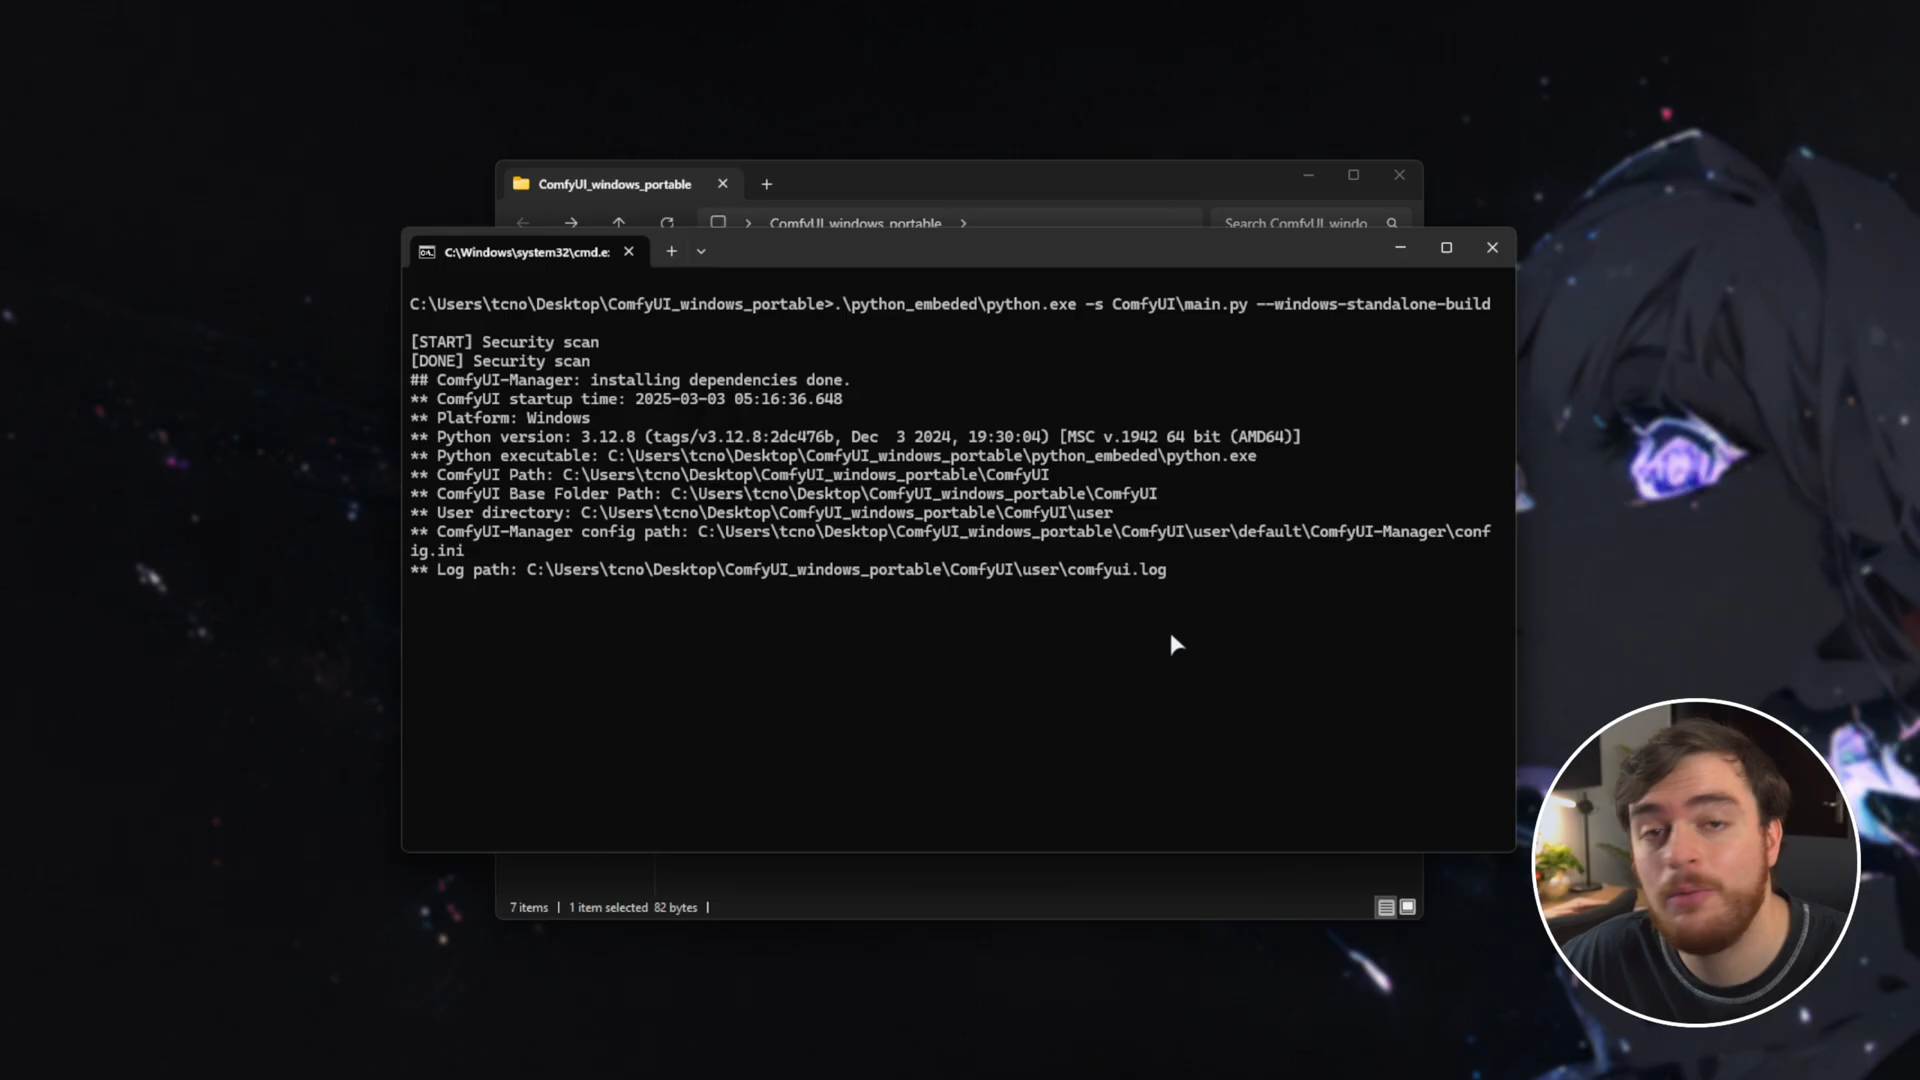 ComfyUI_windows_portable
ComfyUI_windows_portable
Search ComfyUI_windo
C:\Windows\system32\cmd.e:
C:\Users\tcno\Desktop\ComfyUI_windows_portable>.\python_embeded\python.exe -s ComfyUI\main.py --windows-standalone-build
[START] Security scan
[DONE] Security scan
## ComfyUI-Manager: installing dependencies done.
** ComfyUI startup time: 2025-03-03 05:16:36.648
** Platform: Windows
** Python version: 3.12.8 (tags/v3.12.8:2dc476b, Dec  3 2024, 19:30:04) [MSC v.1942 64 bit (AMD64)]
** Python executable: C:\Users\tcno\Desktop\ComfyUI_windows_portable\python_embeded\python.exe
** ComfyUI Path: C:\Users\tcno\Desktop\ComfyUI_windows_portable\ComfyUI
** ComfyUI Base Folder Path: C:\Users\tcno\Desktop\ComfyUI_windows_portable\ComfyUI
** User directory: C:\Users\tcno\Desktop\ComfyUI_windows_portable\ComfyUI\user
** ComfyUI-Manager config path: C:\Users\tcno\Desktop\ComfyUI_windows_portable\ComfyUI\user\default\ComfyUI-Manager\conf
ig.ini
** Log path: C:\Users\tcno\Desktop\ComfyUI_windows_portable\ComfyUI\user\comfyui.log
7 items | 1 item selected 82 bytes |